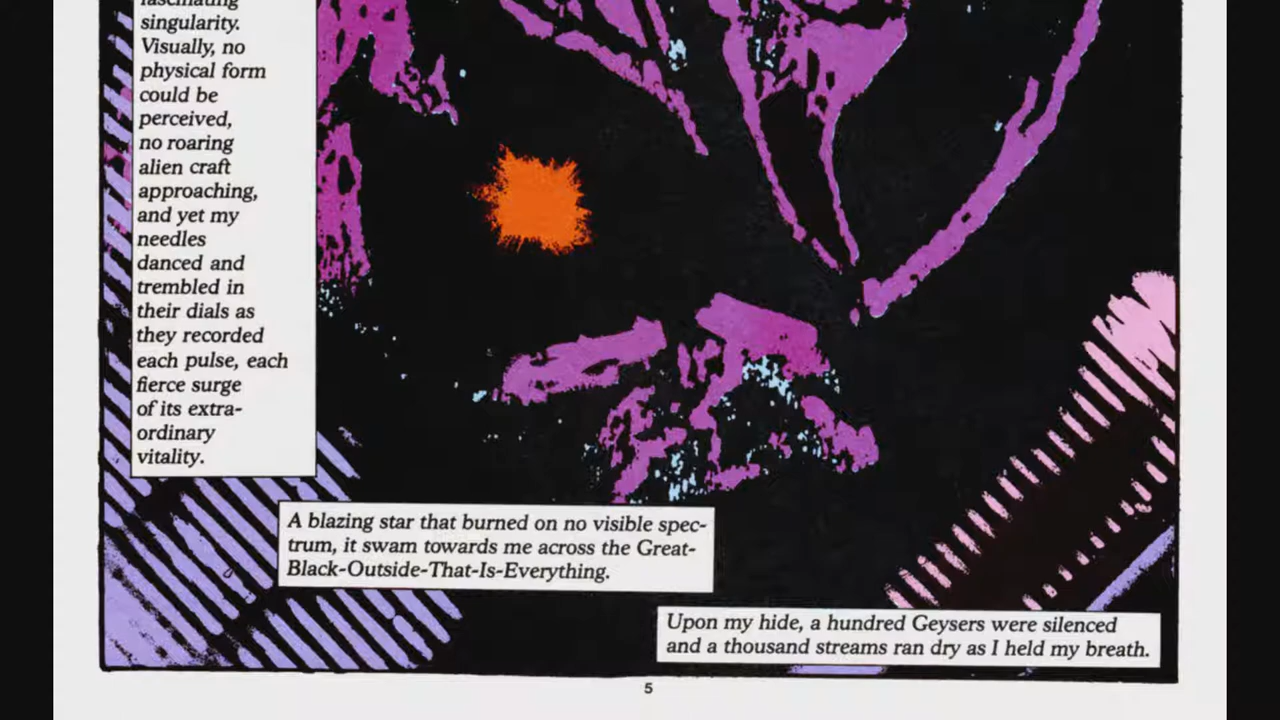 fascinating
singularity.
Visually, no
physical form
could be
perceived,
no roaring
alien craft
approaching,
and yet my
needles
danced and
trembled in
their dials as
they recorded
each pulse, each
fierce surge
of its extra-
ordinary
vitality.
A blazing star that burned on no visible spec-
trum, it swam towards me across the Great-
Black-Outside-That-Is-Everything.
Upon my hide, a hundred Geysers were silenced
and a thousand streams ran dry as I held my breath.
5